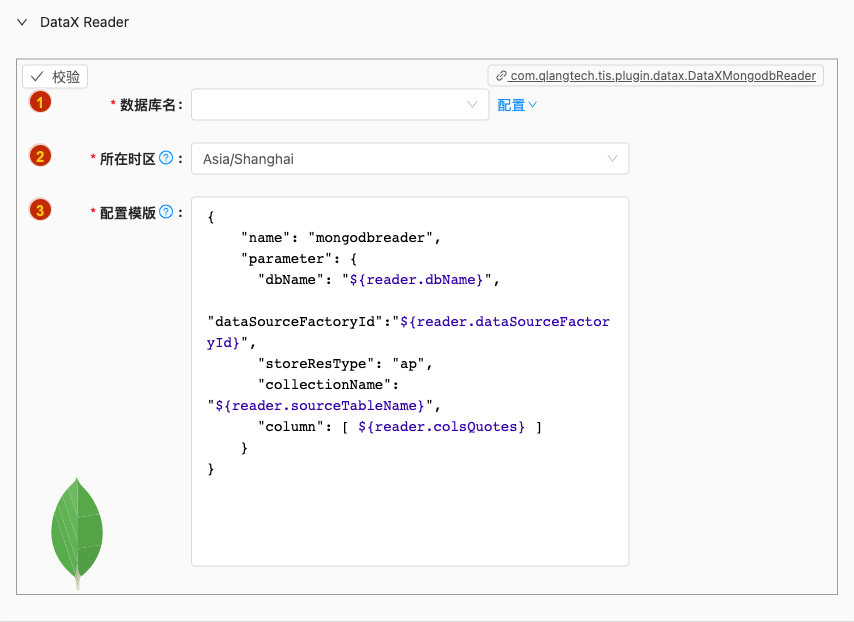 DataX Reader
校验
com.qlangtech.tis.plugin.datax.DataXMongodbReader
1
* 数据库名:
配置
2
* 所在时区 ? :
Asia/Shanghai
3
* 配置模版 ? :
{
"name": "mongodbreader",
"parameter": {
"dbName": "${reader.dbName}",
"dataSourceFactoryId":"${reader.dataSourceFactor
yId}",
"storeResType": "ap",
"collectionName":
"${reader.sourceTableName}",
"column": [ ${reader.colsQuotes} ]
}
}